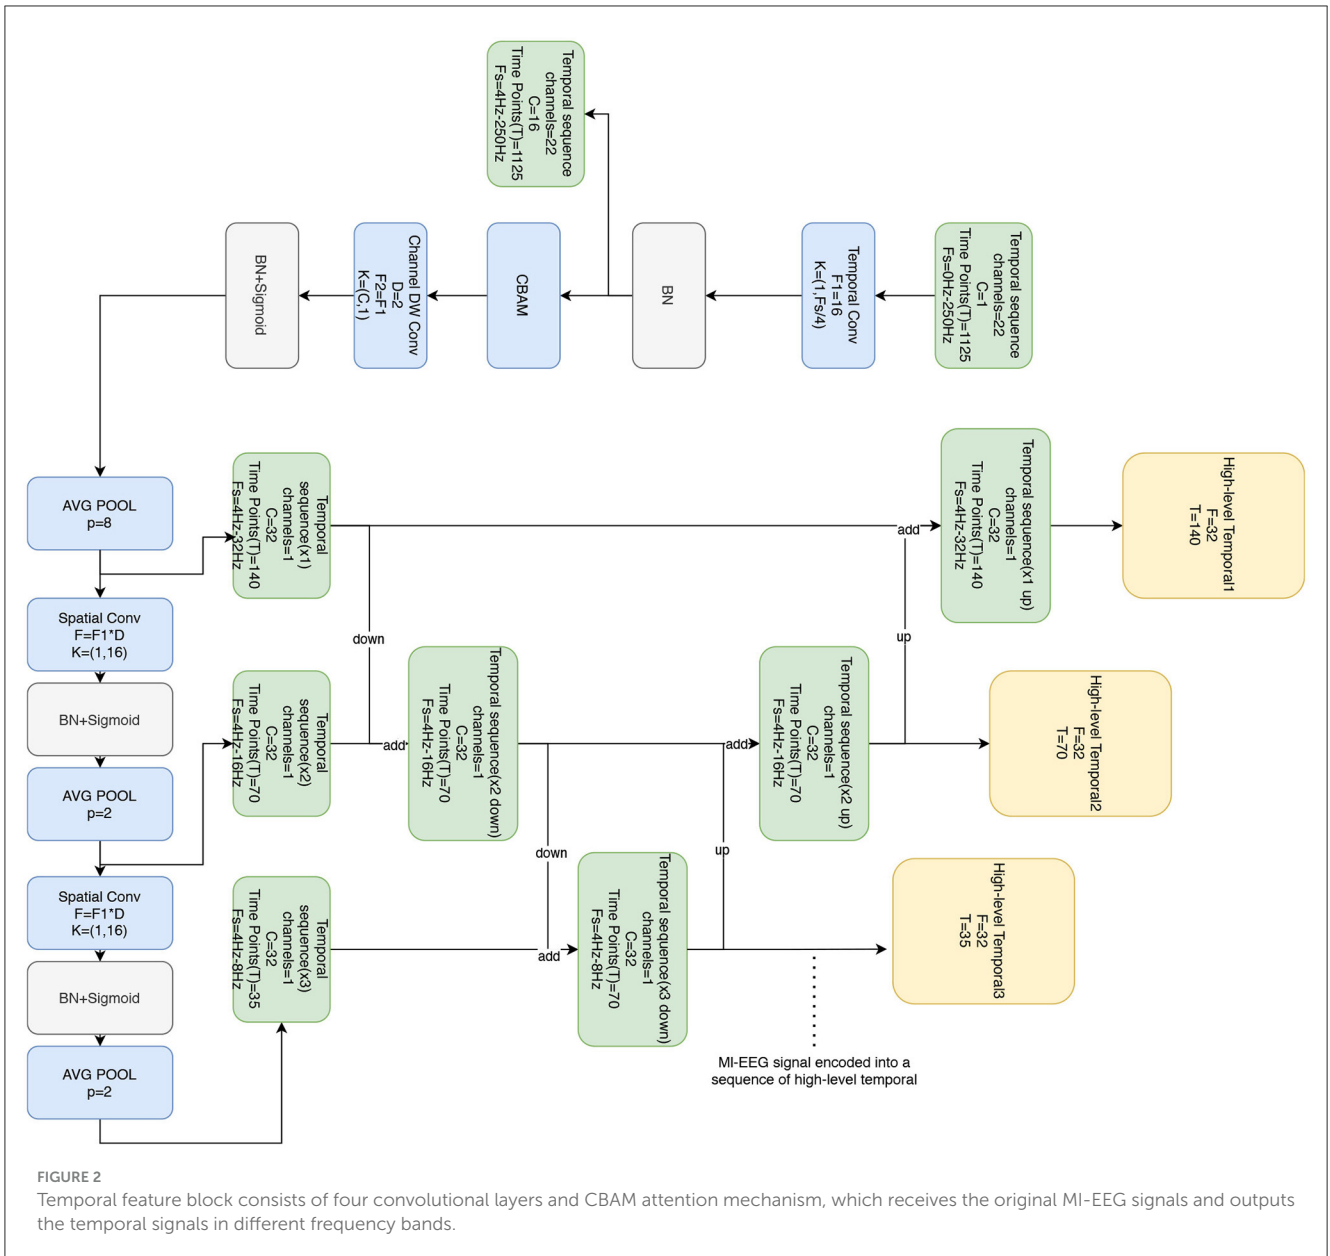 Temporal sequence
channels=22
C=16
Time Points(T)=1125
Fs=4Hz-250Hz
Temporal sequence
channels=22
C=1
Time Points(T)=1125
Fs=0Hz-250Hz
Temporal Conv
F1=16
K=(1,Fs/4)
BN
CBAM
Channel DW Conv
D=2
F2=F1
K=(C,1)
BN+Sigmoid
AVG POOL
p=8
Temporal
sequence(x1)
channels=1
C=32
Time Points(T)=140
Fs=4Hz-32Hz
add
Temporal sequence(x1 up)
channels=1
C=32
Time Points(T)=140
Fs=4Hz-32Hz
High-level Temporal1
F=32
T=140
Spatial Conv
F=F1*D
K=(1,16)
down
up
BN+Sigmoid
Temporal
sequence(x2)
channels=1
C=32
Time Points(T)=70
Fs=4Hz-16Hz
add
Temporal sequence(x2 down)
channels=1
C=32
Time Points(T)=70
Fs=4Hz-16Hz
add
Temporal sequence(x2 up)
channels=1
C=32
Time Points(T)=70
Fs=4Hz-16Hz
High-level Temporal2
F=32
T=70
AVG POOL
p=2
down
up
Spatial Conv
F=F1*D
K=(1,16)
Temporal
sequence(x3)
channels=1
C=32
Time Points(T)=35
Fs=4Hz-8Hz
add
Temporal sequence(x3 down)
channels=1
C=32
Time Points(T)=70
Fs=4Hz-8Hz
High-level Temporal3
F=32
T=35
BN+Sigmoid
AVG POOL
p=2
MI-EEG signal encoded into a
sequence of high-level temporal
FIGURE 2
Temporal feature block consists of four convolutional layers and CBAM attention mechanism, which receives the original MI-EEG signals and outputs
the temporal signals in different frequency bands.